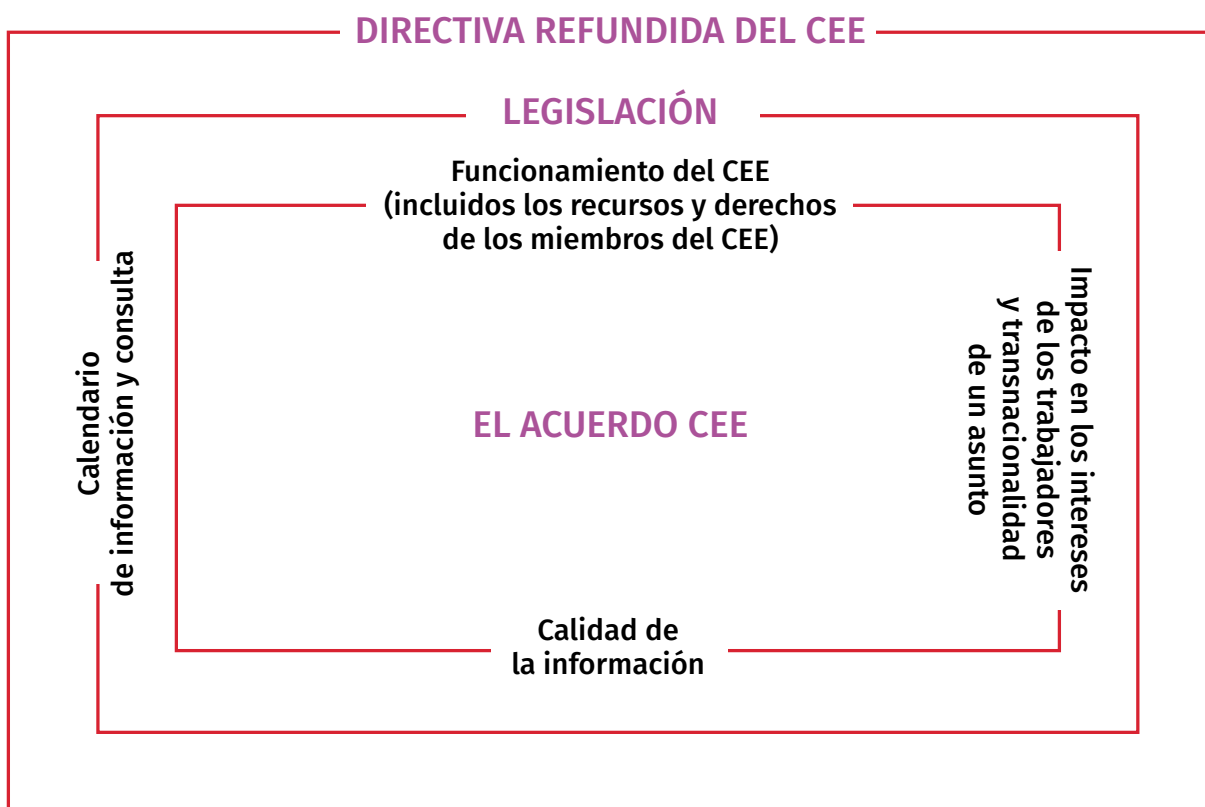 DIRECTIVA REFUNDIDA DEL CEE
LEGISLACIÓN
Funcionamiento del CEE
(incluidos los recursos y derechos
de los miembros del CEE)
Calendario
de información y consulta
EL ACUERDO CEE
Impacto en los intereses
de los trabajadores
y transnacionalidad
de un asunto
Calidad de
la información